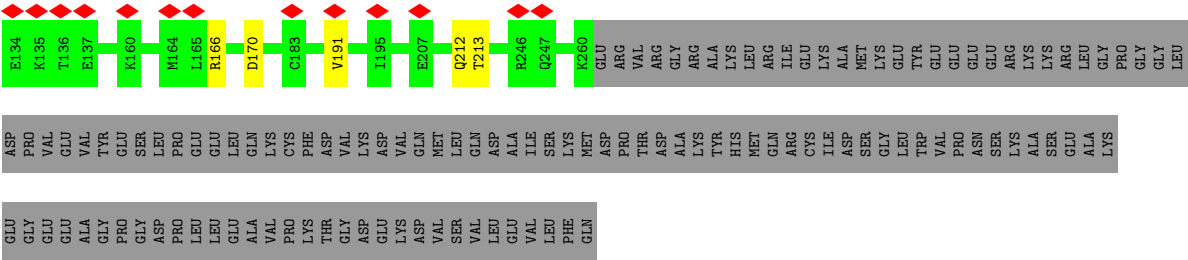 E134 K135 T136 E137 K160 M164 L165 R166 D170 C183 V191 I195 E207 Q212 T213 R246 Q247 K260 GLU ARG VAL ARG GLY ARG ALA LYS LEU ARG ILE GLU LYS ALA MET LYS GLU TYR GLU GLU GLU GLU ARG LYS LYS ARG LEU GLY PRO GLY GLY LEU
ASP PRO VAL GLU VAL TYR GLU SER LEU PRO GLU GLU LEU GLN LYS CYS PHE ASP VAL LYS ASP VAL GLN MET LEU GLN ASP ALA ILE SER LYS MET ASP PRO THR ASP ALA LYS TYR HIS MET GLN ARG CYS ILE ASP SER GLY LEU TRP VAL PRO ASN SER LYS ALA SER GLU ALA LYS
GLU GLY GLU GLU ALA GLY PRO GLY ASP PRO LEU LEU GLU ALA VAL PRO LYS THR GLY ASP GLU LYS ASP VAL SER VAL LEU GLU VAL LEU PHE GLN